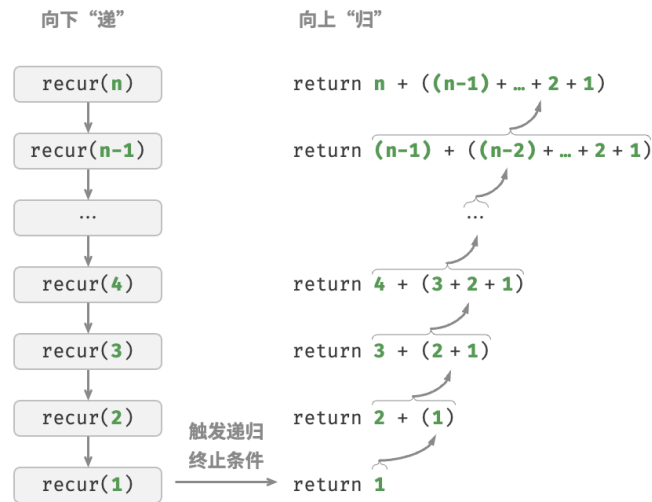 向下“递”
向上“归”
recur(n)
return n + ((n-1) + … + 2 + 1)
recur(n-1)
return (n-1) + ((n-2) + … + 2 + 1)
…
…
recur(4)
return 4 + (3 + 2 + 1)
recur(3)
return 3 + (2 + 1)
recur(2)
return 2 + (1)
触发递归
终止条件
recur(1)
return 1